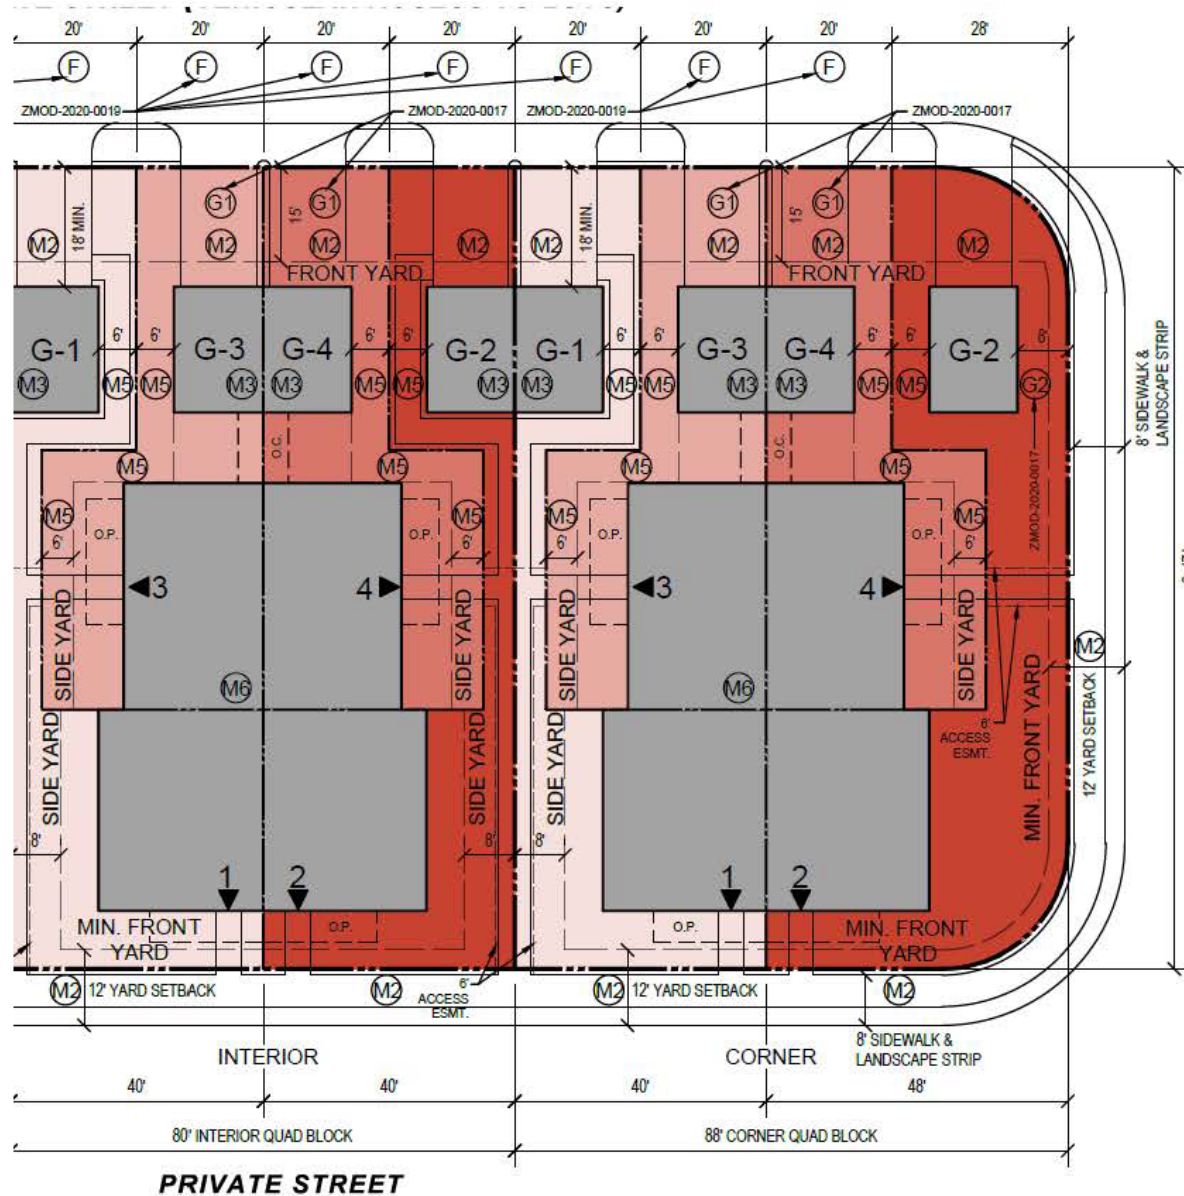 20'
20'
20'
20'
20'
20'
20'
28'
F
F
F
F
F
F
F
ZMOD-2020-0019
ZMOD-2020-0017
ZMOD-2020-0019
ZMOD-2020-0017
18' MIN.
G1
15'
G1
18' MIN.
G1
15'
G1
M2
M2
M2
M2
M2
M2
M2
M2
FRONT YARD
FRONT YARD
6'
6'
6'
6'
6'
6'
6'
6'
8'
G-1
G-3
G-4
G-2
G-1
G-3
G-4
G-2
M3
M5
M5
M3
M3
M5
M5
M3
M3
M5
M5
M3
M3
M5
M5
G2
8' SIDEWALK &
LANDSCAPE STRIP
O.C.
O.C.
M5
M5
M5
M5
M5
M5
M5
M5
ZMOD-2020-0017
O.P.
O.P.
O.P.
O.P.
6'
6'
6'
6'
3
4
3
4
SIDE YARD
SIDE YARD
SIDE YARD
SIDE YARD
M2
M6
M6
6'
ACCESS
ESMT.
MIN. FRONT YARD
12' YARD SETBACK
SIDE YARD
SIDE YARD
SIDE YARD
8'
8'
8'
1
2
1
2
MIN. FRONT
YARD
O.P.
O.P.
MIN. FRONT
YARD
M2
12' YARD SETBACK
M2
6'
ACCESS
ESMT.
M2
12' YARD SETBACK
M2
8' SIDEWALK &
LANDSCAPE STRIP
INTERIOR
CORNER
40'
40'
40'
48'
80' INTERIOR QUAD BLOCK
88' CORNER QUAD BLOCK
PRIVATE STREET